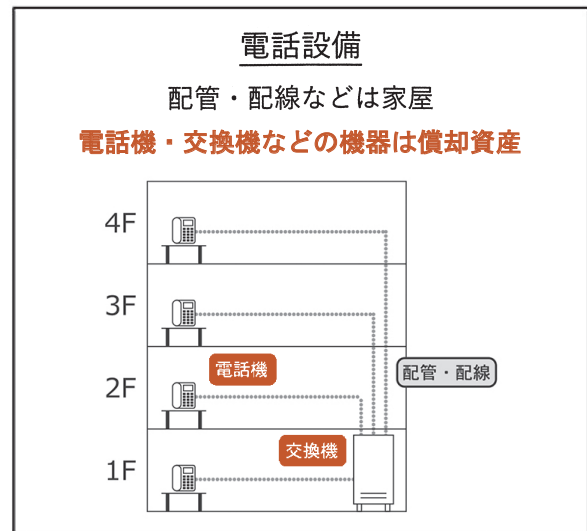 電話設備
配管・配線などは家屋
電話機・交換機などの機器は償却資産
4F
3F
電話機
配管・配線
2F
交換機
1F